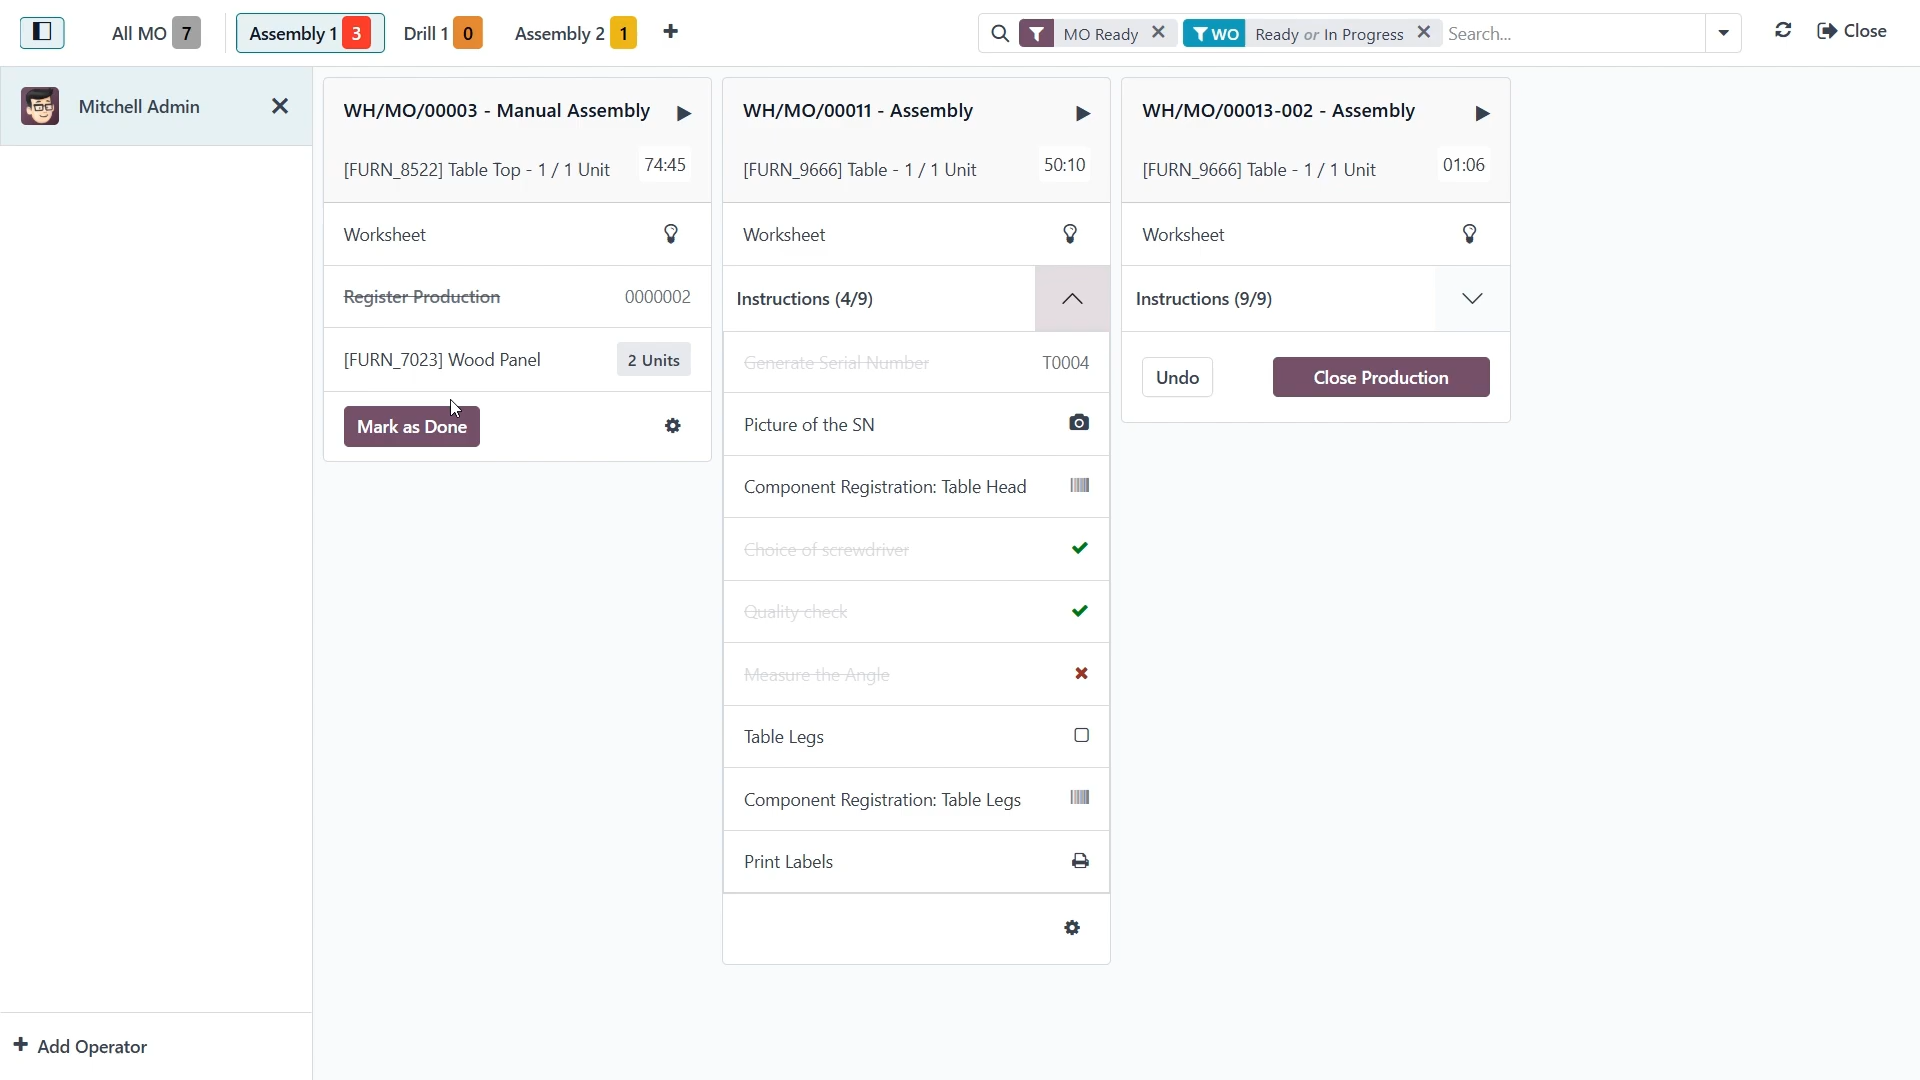 All MO 7
Assembly 1 3
Drill 1 0
Assembly 2 1
MO Ready
WO Ready or In Progress
Search...
Close
Mitchell Admin
WH/MO/00003 - Manual Assembly
[FURN_8522] Table Top - 1 / 1 Unit 74:45
Worksheet
Register Production 0000002
[FURN_7023] Wood Panel 2 Units
Mark as Done
WH/MO/00011 - Assembly
[FURN_9666] Table - 1 / 1 Unit 50:10
Worksheet
Instructions (4/9)
Generate Serial Number T0004
Picture of the SN
Component Registration: Table Head
Choice of screwdriver
Quality check
Measure the Angle
Table Legs
Component Registration: Table Legs
Print Labels
WH/MO/00013-002 - Assembly
[FURN_9666] Table - 1 / 1 Unit 01:06
Worksheet
Instructions (9/9)
Undo
Close Production
Add Operator